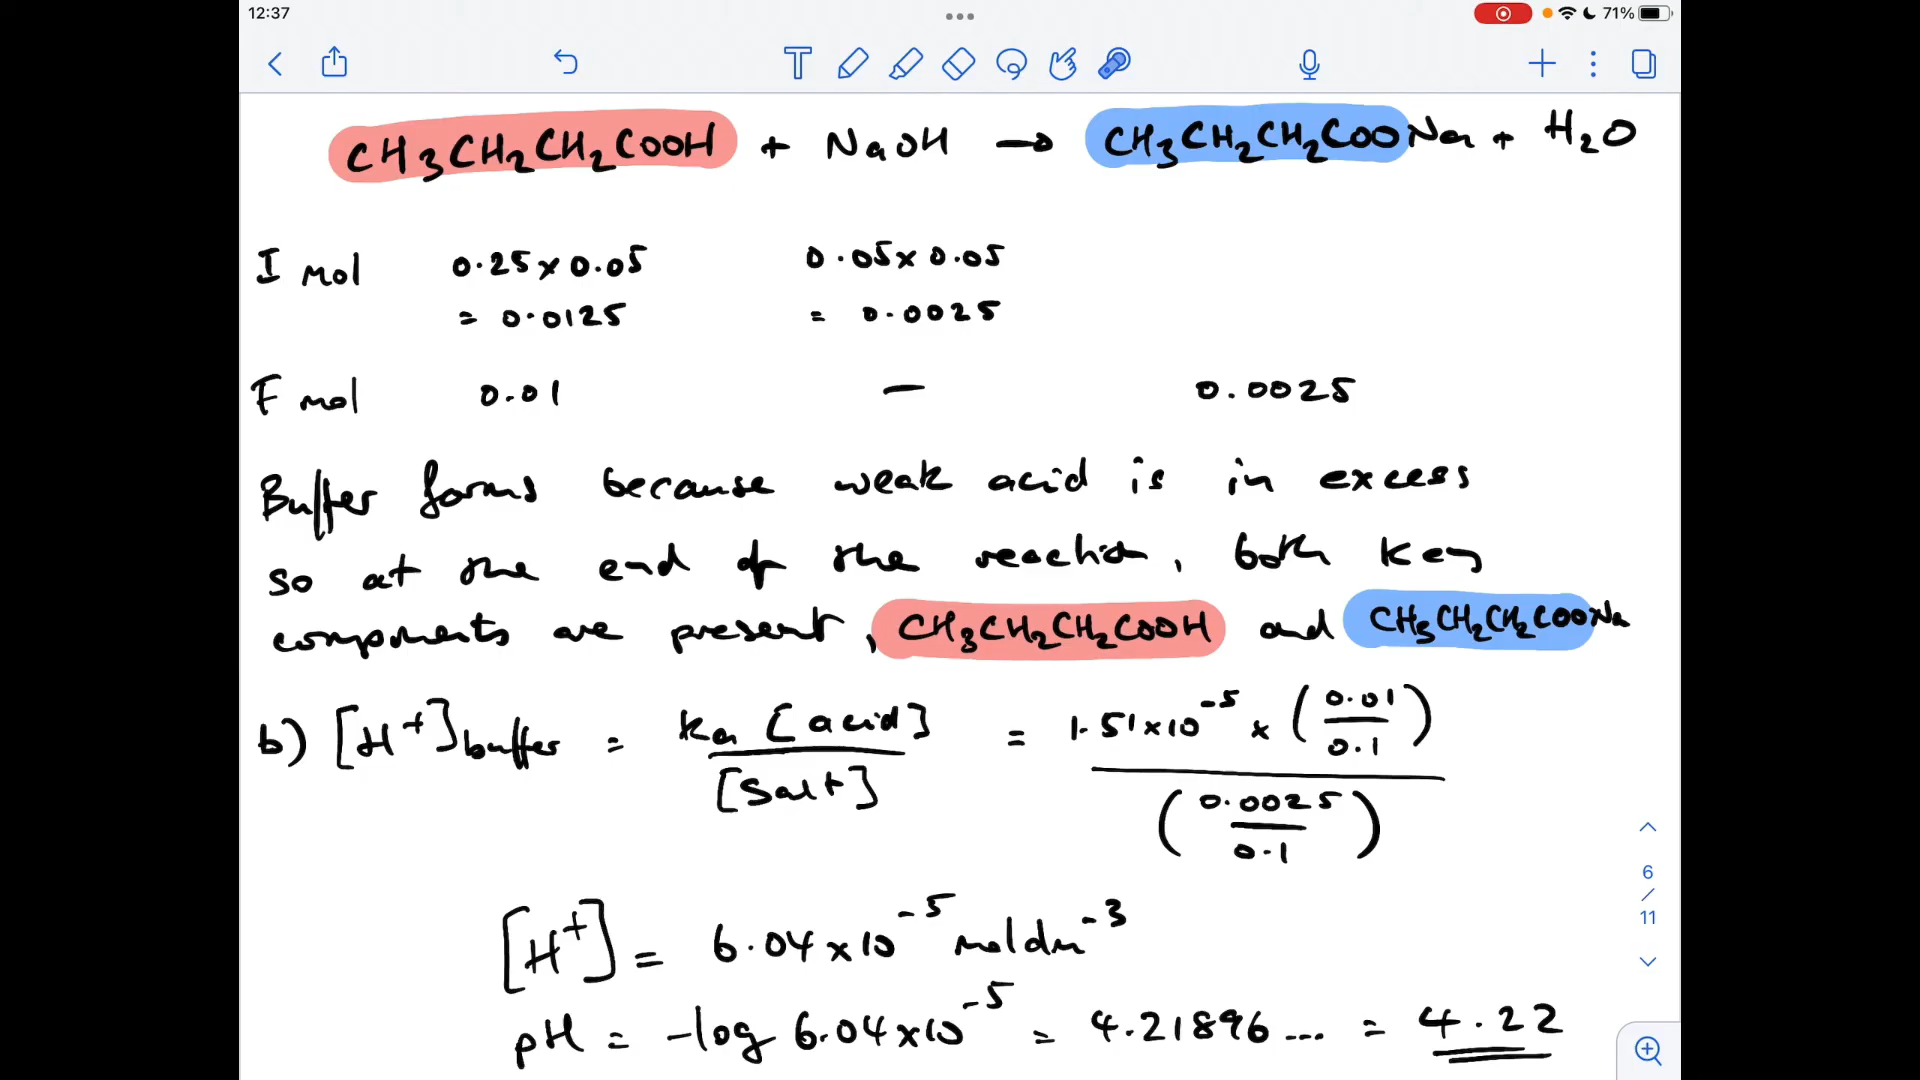 12:37
71%
T
CH₃CH₂CH₂COOH + NaOH → CH₃CH₂CH₂COONa + H₂O
I mol 0.25 x 0.05 0.05 x 0.05
= 0.0125 = 0.0025
F mol 0.01 — 0.0025
Buffer forms because weak acid is in excess
so at the end of the reaction, both key
components are present, CH₃CH₂CH₂COOH and CH₃CH₂CH₂COONa
b) [H⁺]buffer = ka [acid] / [Salt] = 1.51 x 10⁻⁵ x (0.01 / 0.1) / (0.0025 / 0.1)
[H⁺] = 6.04 x 10⁻⁵ mol dm⁻³
pH = -log 6.04 x 10⁻⁵ = 4.21896... = 4.22
6
/
11